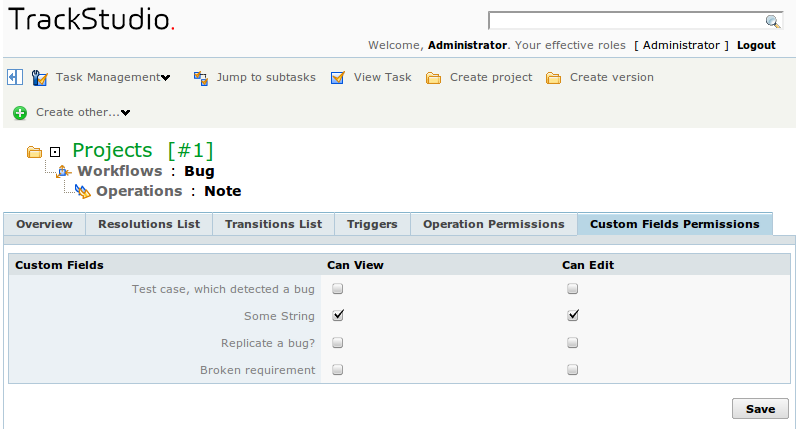 TrackStudio.
Welcome, Administrator. Your effective roles [ Administrator ] Logout
Task Management Jump to subtasks View Task Create project Create version
Create other...
Projects [#1]
Workflows : Bug
Operations : Note
Overview Resolutions List Transitions List Triggers Operation Permissions Custom Fields Permissions
Custom Fields Can View Can Edit
Test case, which detected a bug
Some String
Replicate a bug?
Broken requirement
Save